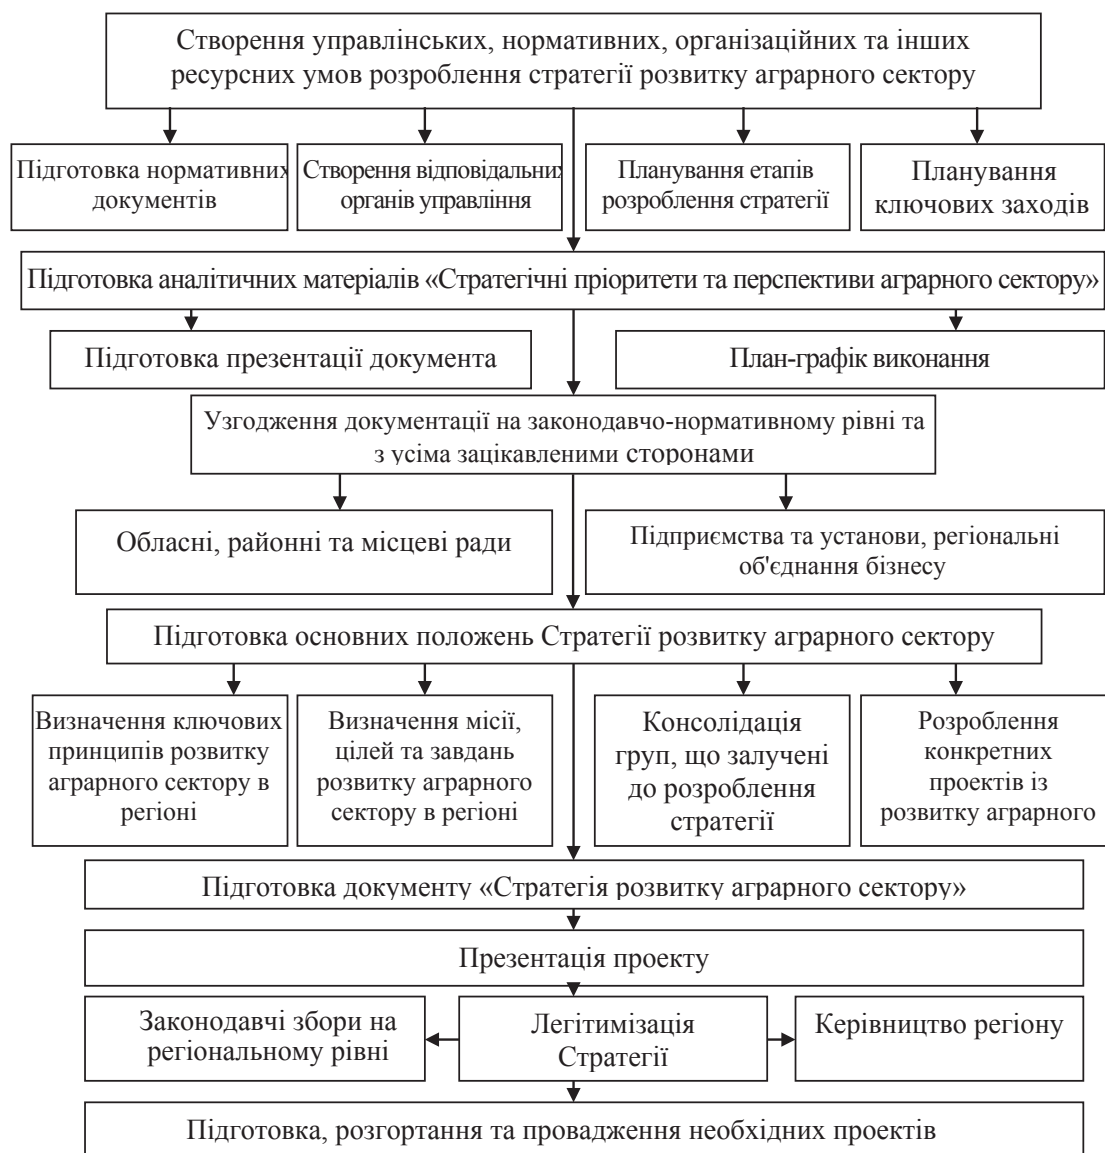 Створення управлінських, нормативних, організаційних та інших
ресурсних умов розроблення стратегії розвитку аграрного сектору
Підготовка нормативних
документів
Створення відповідальних
органів управління
Планування етапів
розроблення стратегії
Планування
ключових заходів
Підготовка аналітичних матеріалів «Стратегічні пріоритети та перспективи аграрного сектору»
Підготовка презентації документа
План-графік виконання
Узгодження документації на законодавчо-нормативному рівні та
з усіма зацікавленими сторонами
Обласні, районні та місцеві ради
Підприємства та установи, регіональні
об'єднання бізнесу
Підготовка основних положень Стратегії розвитку аграрного сектору
Визначення ключових
принципів розвитку
аграрного сектору в
регіоні
Визначення місії,
цілей та завдань
розвитку аграрного
сектору в регіоні
Консолідація
груп, що залучені
до розроблення
стратегії
Розроблення
конкретних
проектів із
розвитку аграрного
Підготовка документу «Стратегія розвитку аграрного сектору»
Презентація проекту
Законодавчі збори на
регіональному рівні
Легітимізація
Стратегії
Керівництво регіону
Підготовка, розгортання та провадження необхідних проектів